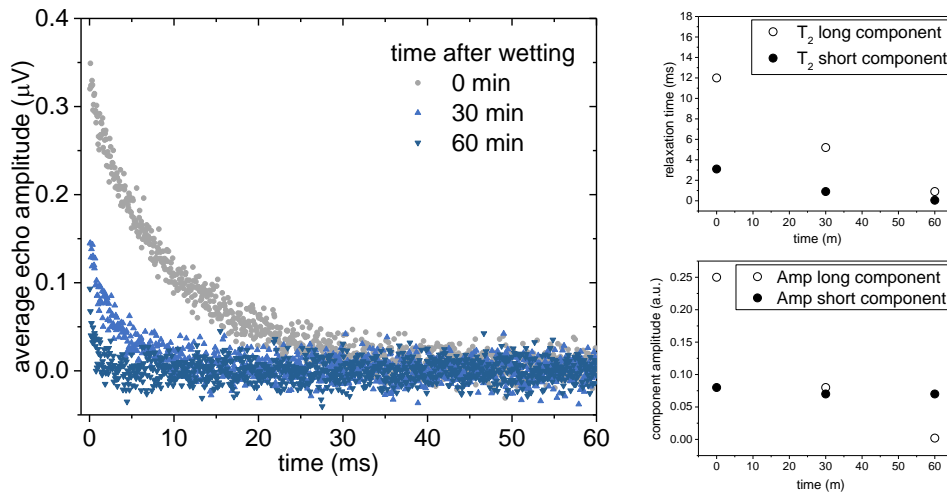 0.4
0.3
0.2
0.1
0.0
average echo amplitude (µV)
0 10 20 30 40 50 60
time (ms)
time after wetting
0 min
30 min
60 min
18
16
14
12
10
8
6
4
2
0
relaxation time (ms)
T2 long component
T2 short component
0 10 20 30 40 50 60
time (m)
0.25
0.20
0.15
0.10
0.05
0.00
component amplitude (a.u.)
Amp long component
Amp short component
0 10 20 30 40 50 60
time (m)